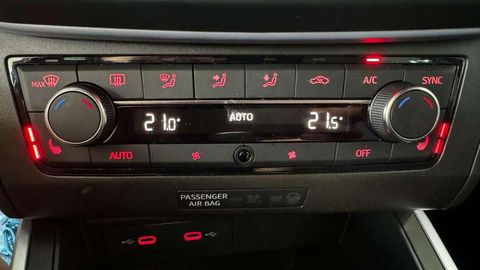 MAX
A/C
SYNC
21.0°
AUTO
21.5°
AUTO
OFF
PASSENGER
AIR BAG